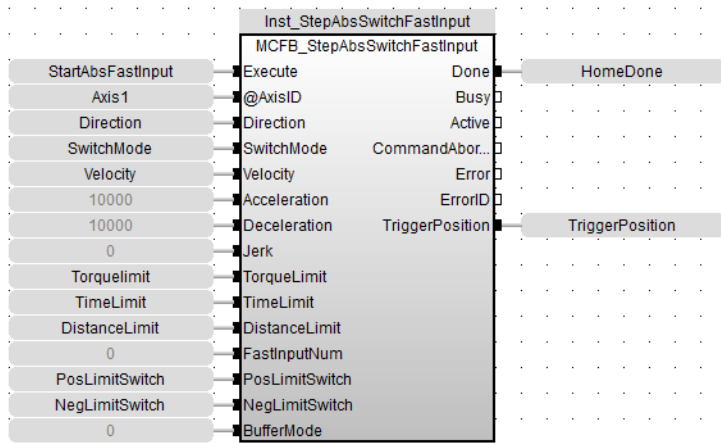 Inst_StepAbsSwitchFastInput
MCFB_StepAbsSwitchFastInput
StartAbsFastInput Execute Done HomeDone
Axis1 @AxisID Busy
Direction Direction Active
SwitchMode SwitchMode CommandAbor...
Velocity Velocity Error
10000 Acceleration ErrorID
10000 Deceleration TriggerPosition TriggerPosition
0 Jerk
Torquelimit TorqueLimit
TimeLimit TimeLimit
DistanceLimit DistanceLimit
0 FastInputNum
PosLimitSwitch PosLimitSwitch
NegLimitSwitch NegLimitSwitch
0 BufferMode